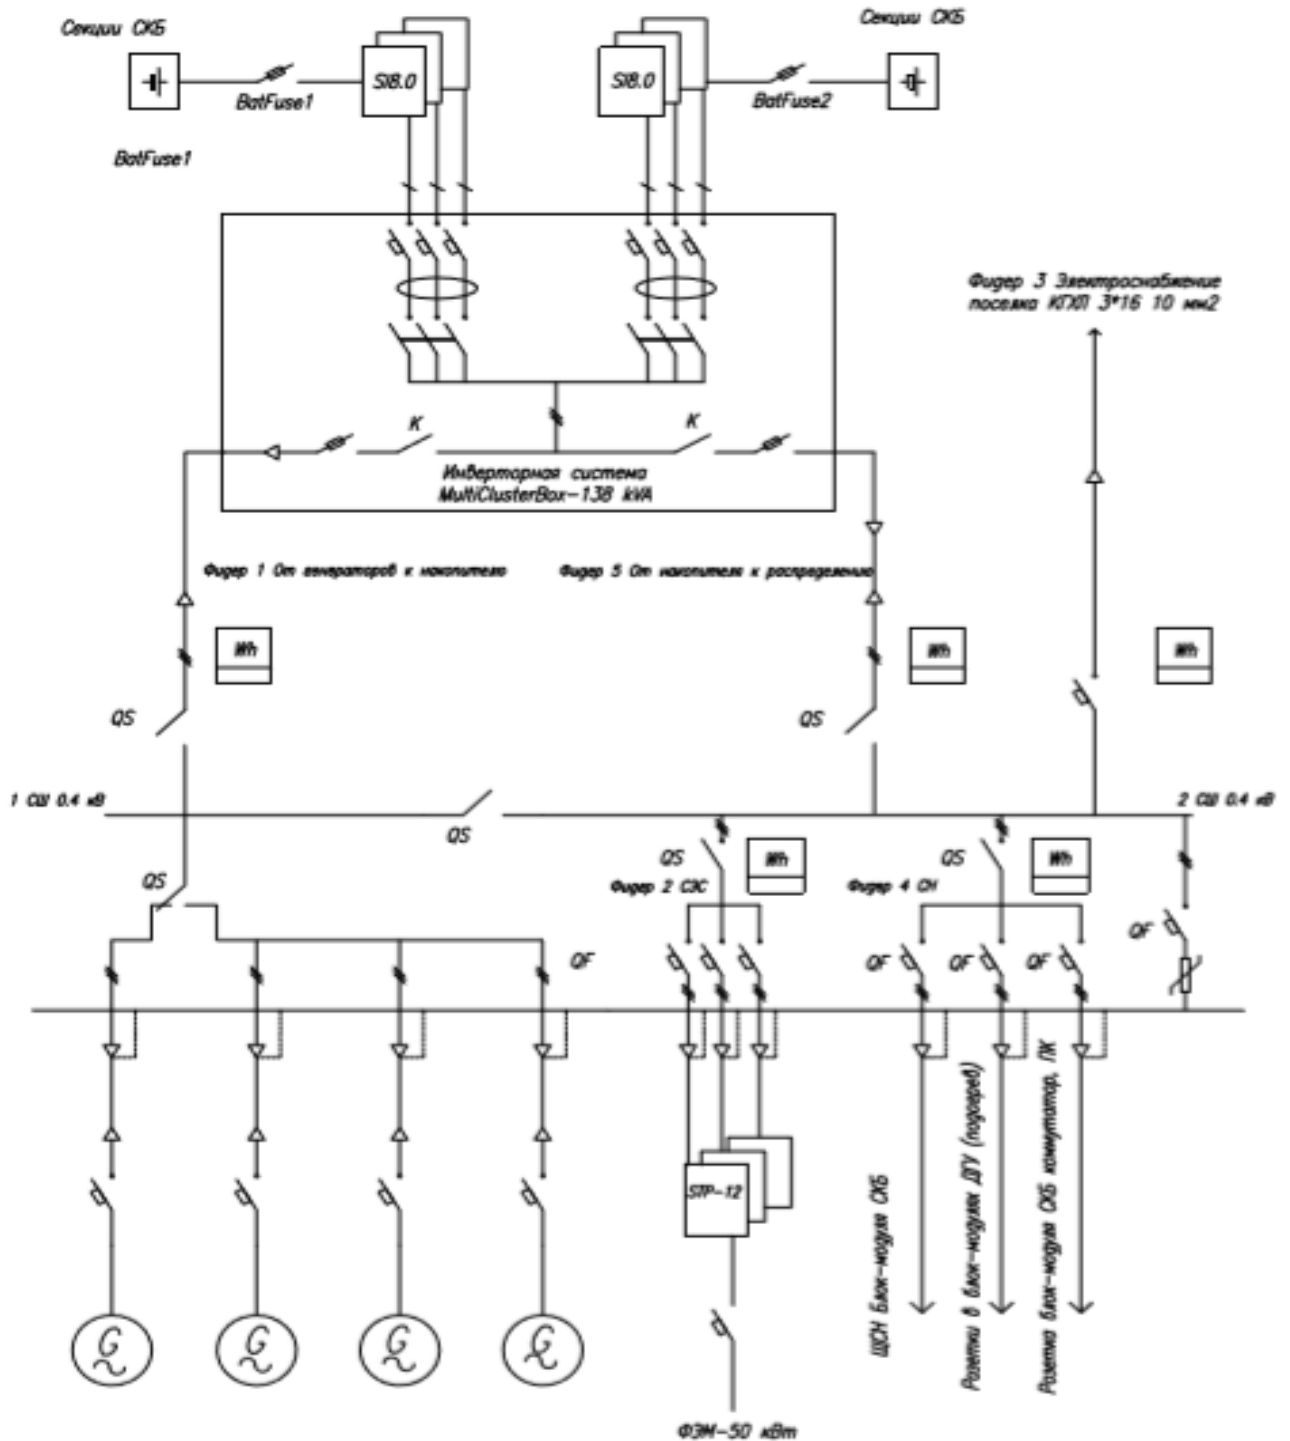 Секции СКБ
Секции СКБ
SI8.0
SI8.0
BatFuse1
BatFuse2
BatFuse1
Фидер 3 Электроснабжение
поселка КГХП 3*16 10 мм2
K
K
Инверторная система
MultiClusterBox-138 kVA
Фидер 1 От генераторов к накопителю
Фидер 5 От накопителя к распределению
Wh
Wh
Wh
QS
QS
1 СШ 0.4 кВ
2 СШ 0.4 кВ
QS
QS
Wh
QS
Wh
QS
Фидер 2 СЭС
Фидер 4 СН
QF
QF
QF
QF
QF
STP-12
ЩСН Блок-модуля СКБ
Розетки в блок-модулях ДГУ (подогрев)
Розетка блок-модуля СКБ коммутатор, ПК
G
G
G
G
ФЭМ-50 кВт